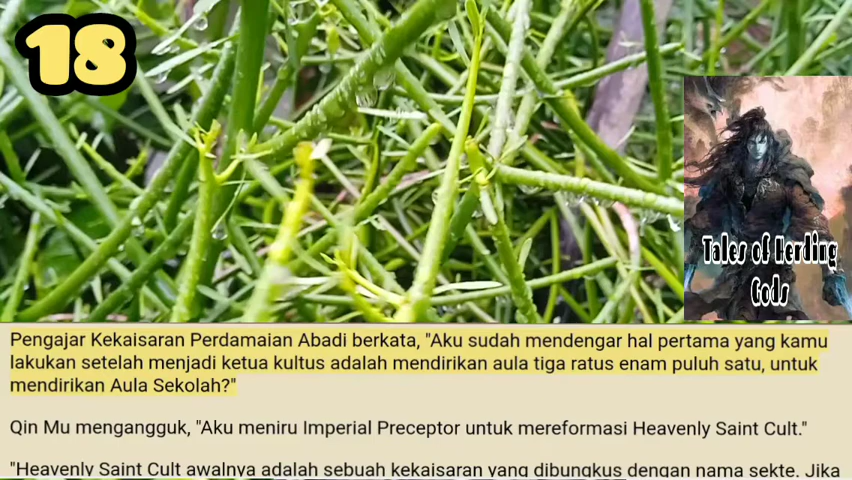 18
Tales of Herding
Gods
Pengajar Kekaisaran Perdamaian Abadi berkata, "Aku sudah mendengar hal pertama yang kamu
lakukan setelah menjadi ketua kultus adalah mendirikan aula tiga ratus enam puluh satu, untuk
mendirikan Aula Sekolah?"
Qin Mu mengangguk, "Aku meniru Imperial Preceptor untuk mereformasi Heavenly Saint Cult."
"Heavenly Saint Cult awalnya adalah sebuah kekaisaran yang dibungkus dengan nama sekte. Jika